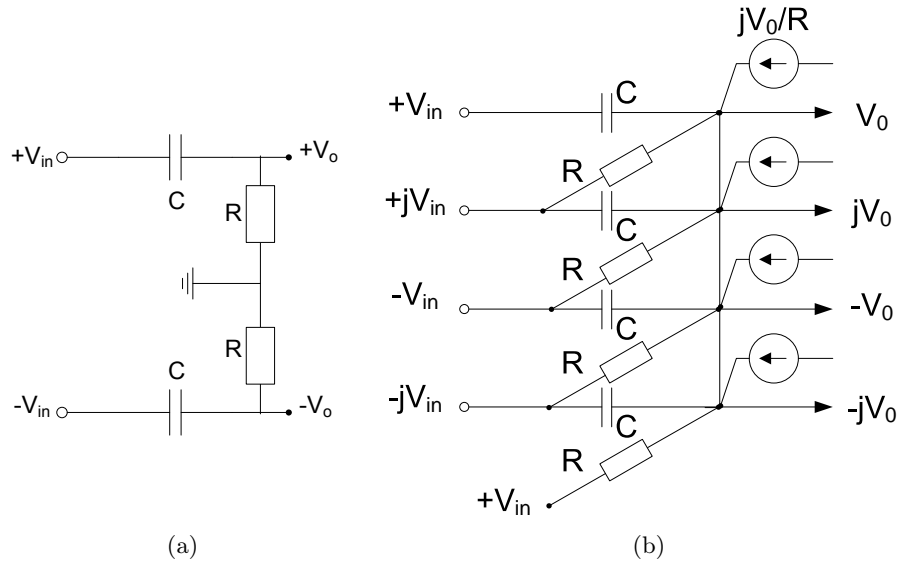 +Vin
C
+Vo
R
R
C
-Vin
-Vo
(a)
jV0/R
+Vin
C
V0
R
+jVin
C
jV0
R
-Vin
C
-V0
R
-jVin
C
-jV0
R
+Vin
(b)